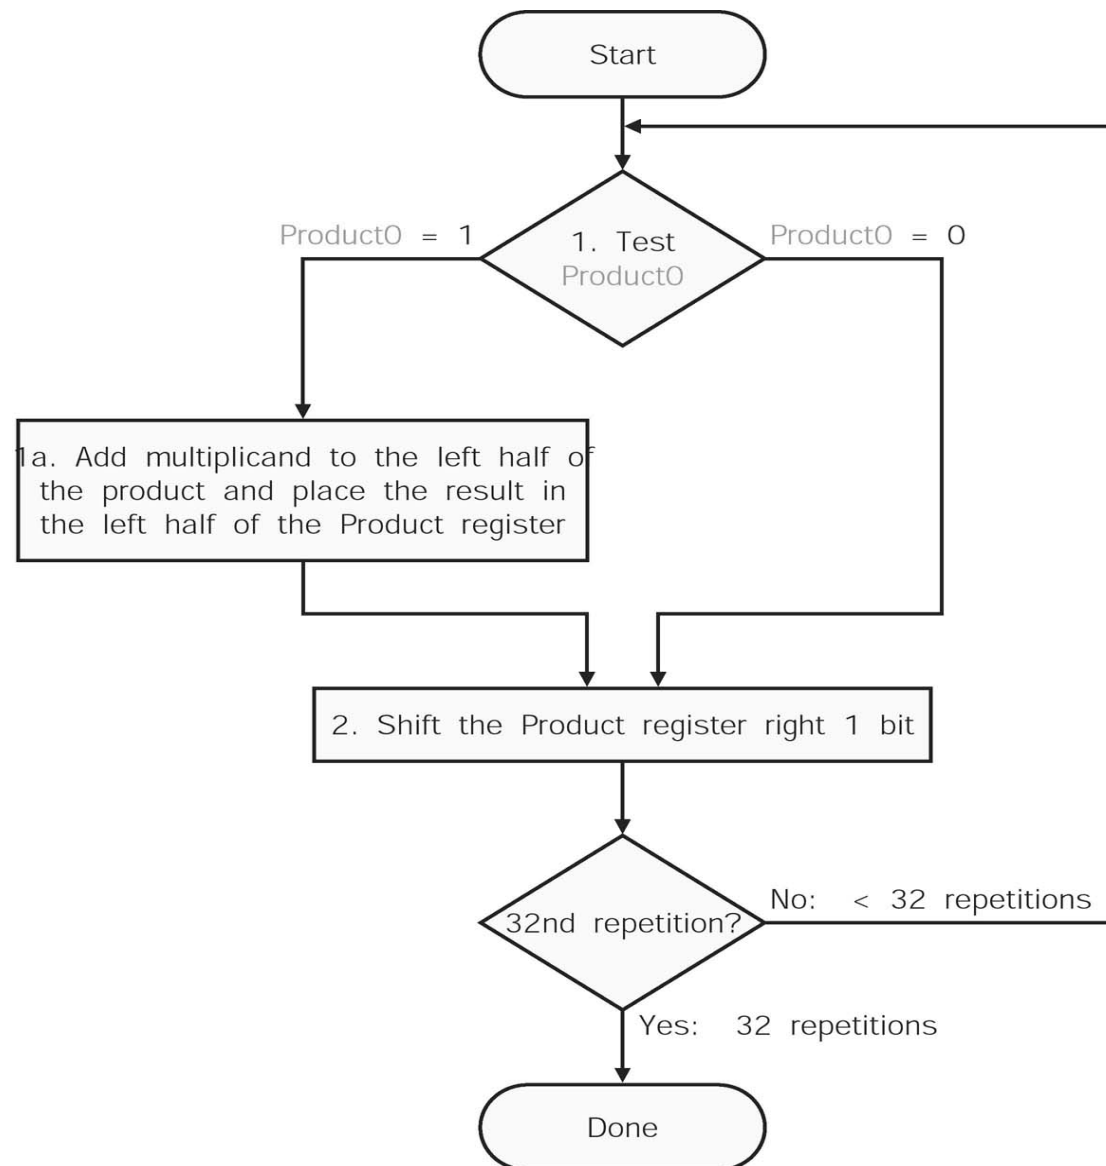 Start
Product0 = 1
1. Test
Product0
Product0 = 0
1a. Add multiplicand to the left half of
the product and place the result in
the left half of the Product register
2. Shift the Product register right 1 bit
32nd repetition?
No: < 32 repetitions
Yes: 32 repetitions
Done